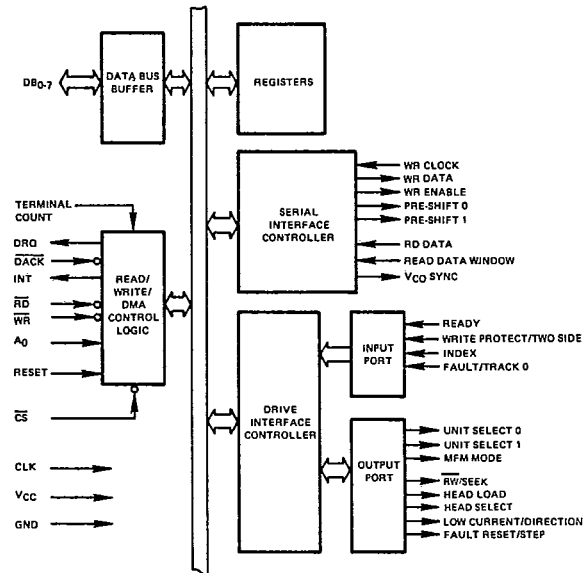 DB0-7
DATA BUS
BUFFER
REGISTERS
SERIAL
INTERFACE
CONTROLLER
WR CLOCK
WR DATA
WR ENABLE
PRE-SHIFT 0
PRE-SHIFT 1
RD DATA
READ DATA WINDOW
VCO SYNC
TERMINAL
COUNT
DRQ
DACK
INT
RD
WR
A0
RESET
CS
READ/
WRITE/
DMA
CONTROL
LOGIC
DRIVE
INTERFACE
CONTROLLER
INPUT
PORT
READY
WRITE PROTECT/TWO SIDE
INDEX
FAULT/TRACK 0
OUTPUT
PORT
UNIT SELECT 0
UNIT SELECT 1
MFM MODE
RW/SEEK
HEAD LOAD
HEAD SELECT
LOW CURRENT/DIRECTION
FAULT RESET/STEP
CLK
VCC
GND